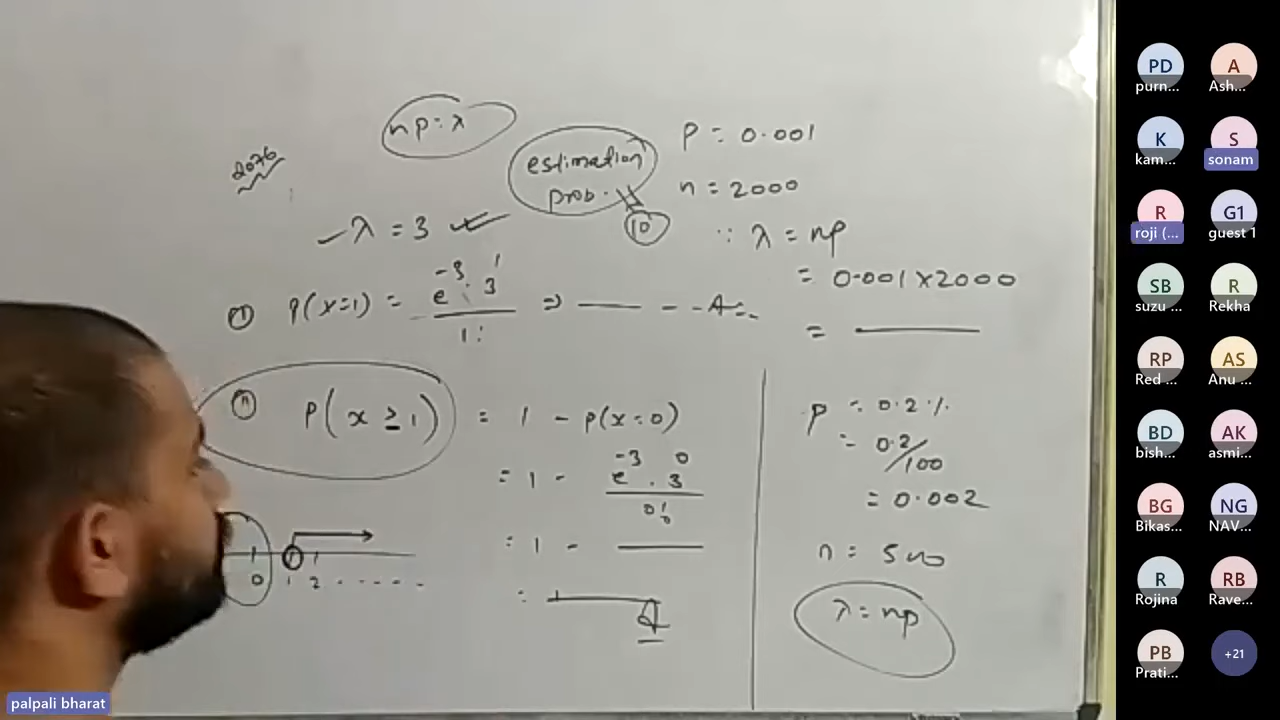 np = λ
2076
estimation
prob.
10
λ = 3
① P(x=1) = e^-3 . 3^1 / 1! ⇒ —— - - A=.
P(x ≥ 1) = 1 - p(x=0)
= 1 - e^-3 . 3^0 / 0!
= 1 -
=
0 1 2 . . . . . .
P = 0.001
n = 2000
∵ λ = np
= 0.001 x 2000
=
p = 0.2 %
= 0.2/100
= 0.002
n = 500
λ = np
palpali bharat
PD
purn...
A
Ash...
K
kam...
S
sonam
R
roji (...
G1
guest 1
SB
suzu ...
R
Rekha
RP
Red ...
AS
Anu ...
BD
bish...
AK
asmi...
BG
Bikas...
NG
NAV...
R
Rojina
RB
Rave...
PB
Prati...
+21